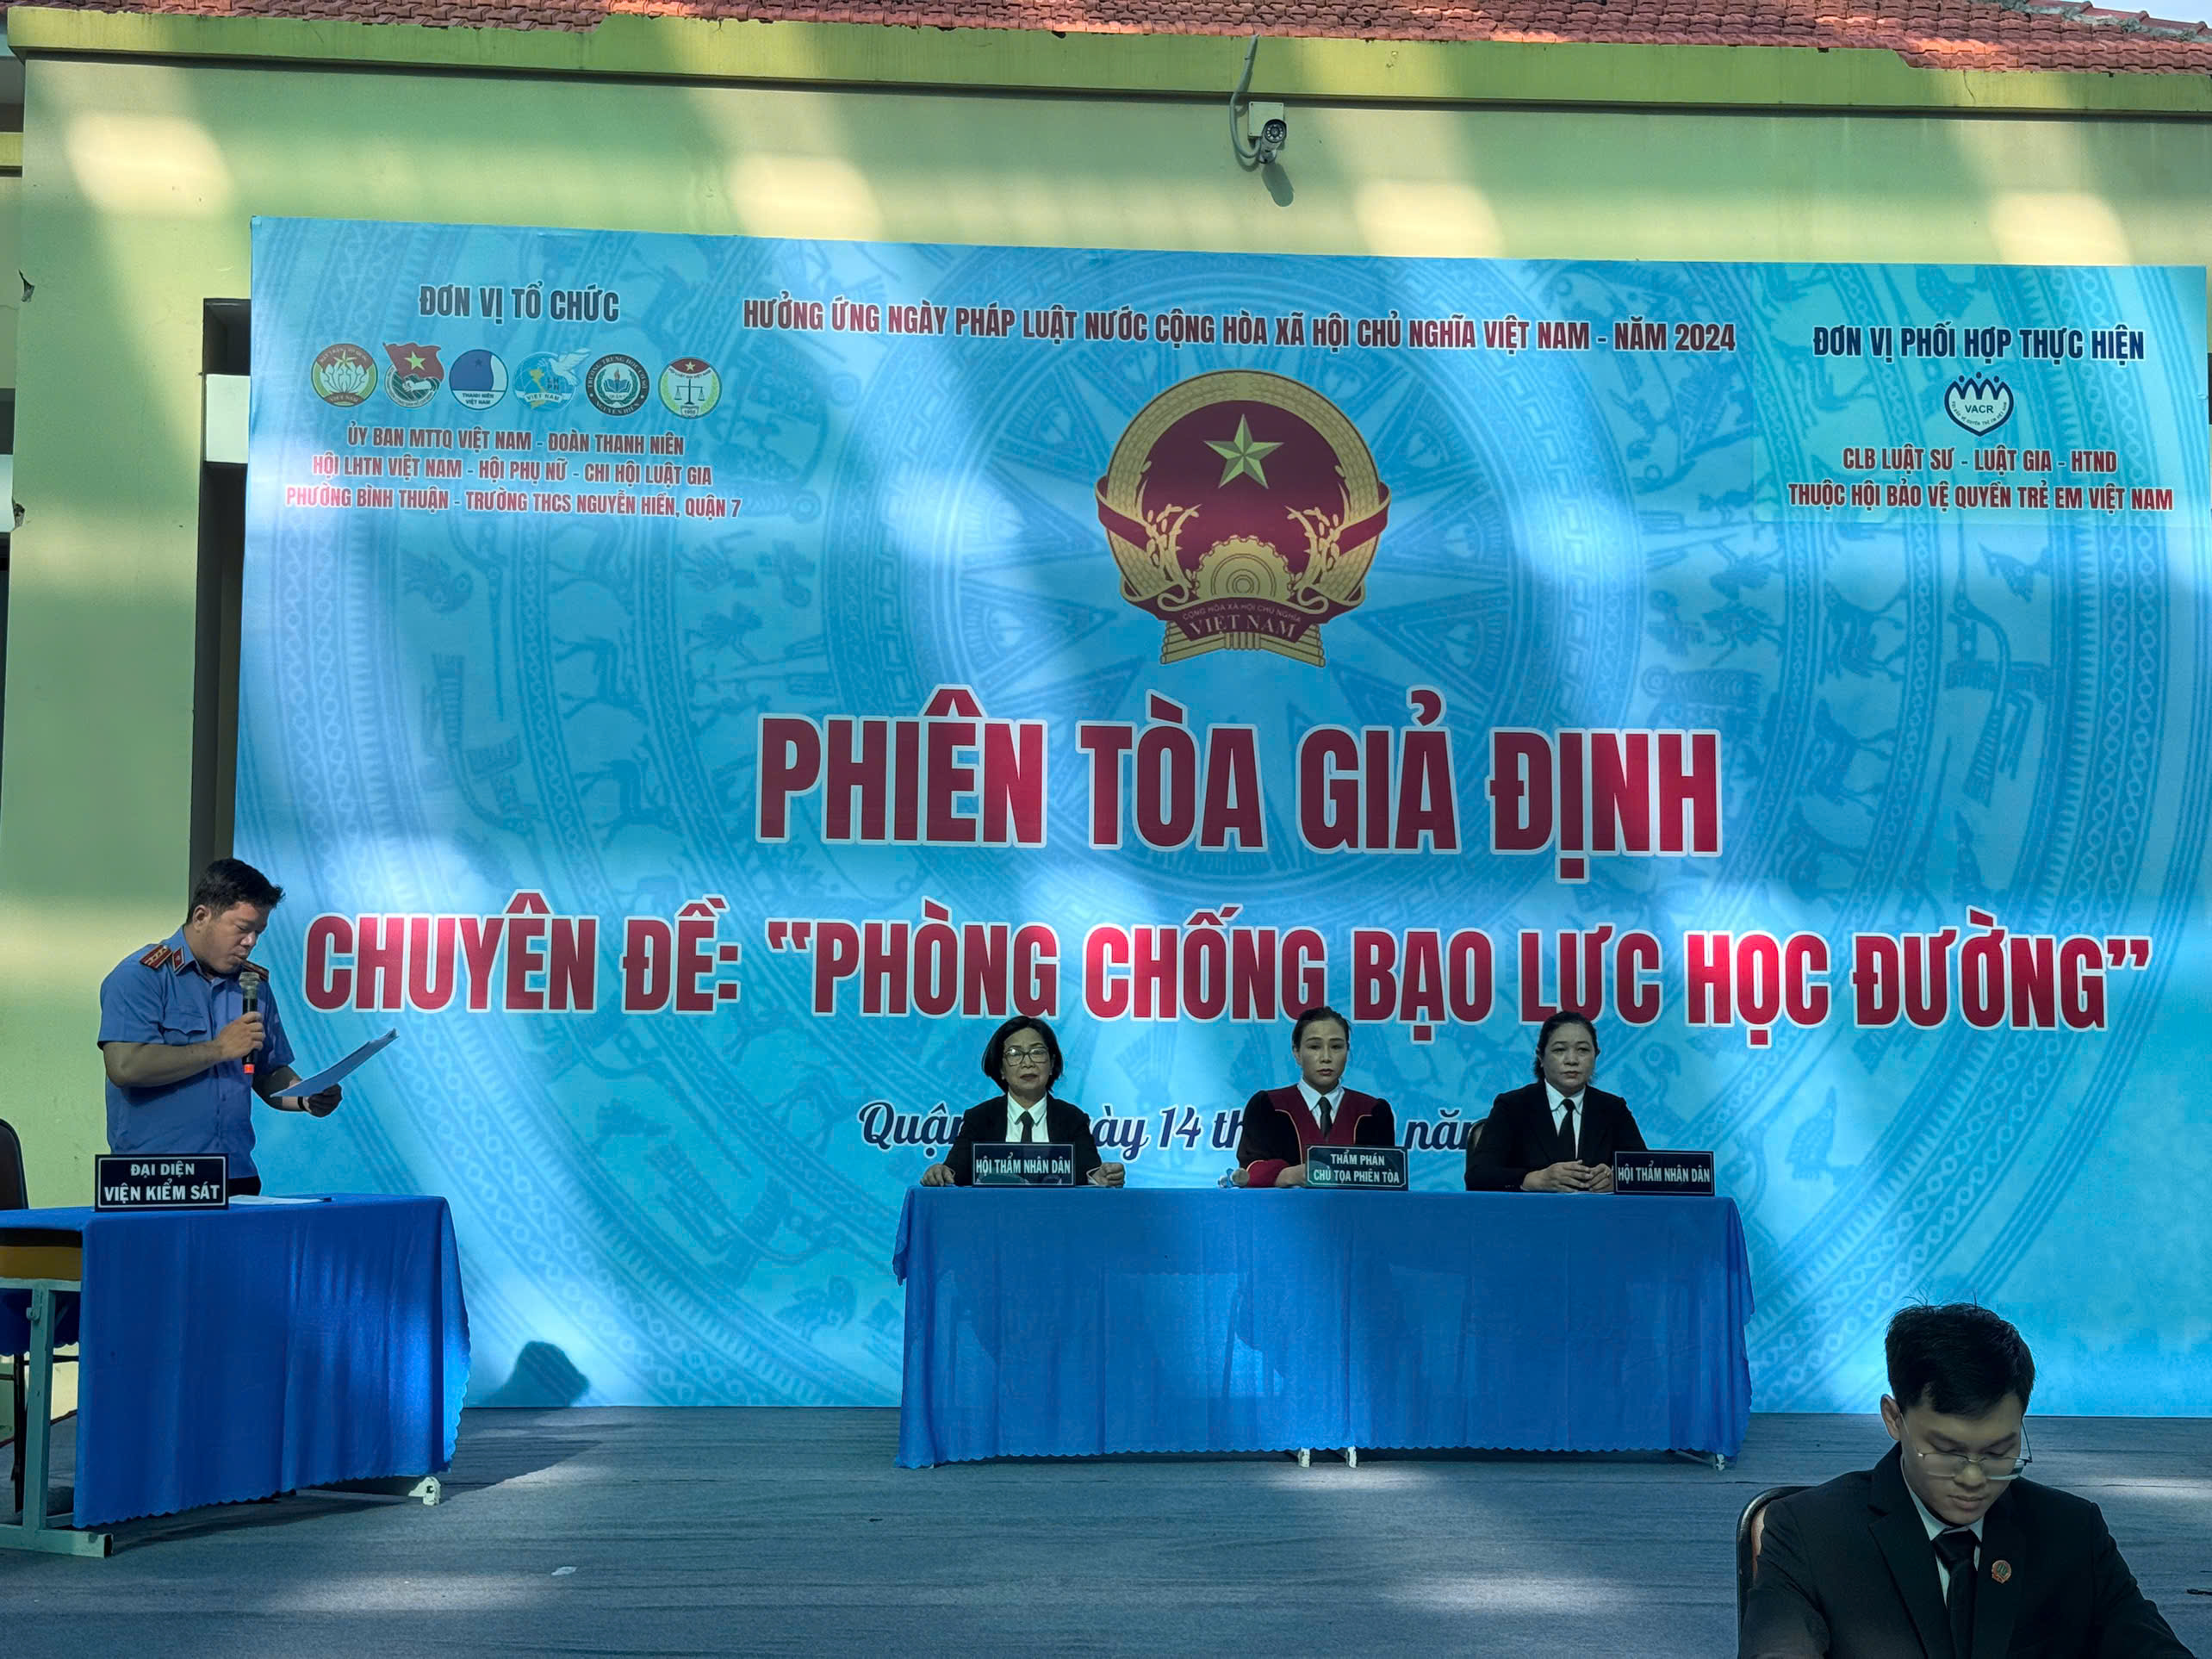 ĐƠN VỊ TỔ CHỨC
THANH NIÊN
VIỆT NAM
ỦY BAN MTTQ VIỆT NAM - ĐOÀN THANH NIÊN
HỘI LHTN VIỆT NAM - HỘI PHỤ NỮ - CHI HỘI LUẬT GIA
PHƯỜNG BÌNH THUẬN - TRƯỜNG THCS NGUYỄN HIỀN, QUẬN 7
HƯỞNG ỨNG NGÀY PHÁP LUẬT NƯỚC CỘNG HÒA XÃ HỘI CHỦ NGHĨA VIỆT NAM - NĂM 2024
ĐƠN VỊ PHỐI HỢP THỰC HIỆN
VACR
CLB LUẬT SƯ - LUẬT GIA - HTND
THUỘC HỘI BẢO VỆ QUYỀN TRẺ EM VIỆT NAM
CỘNG HÒA XÃ HỘI CHỦ NGHĨA
VIỆT NAM
PHIÊN TÒA GIẢ ĐỊNH
CHUYÊN ĐỀ: "PHÒNG CHỐNG BẠO LỰC HỌC ĐƯỜNG"
14
ĐẠI DIỆN
VIỆN KIỂM SÁT
HỘI THẨM NHÂN DÂN
THẨM PHÁN
CHỦ TỌA PHIÊN TÒA
HỘI THẨM NHÂN DÂN